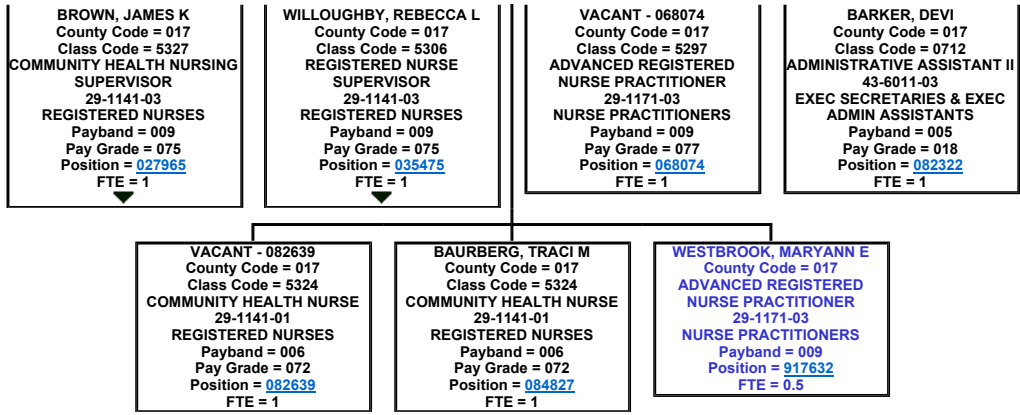 BROWN, JAMES K
County Code = 017
Class Code = 5327
COMMUNITY HEALTH NURSING
SUPERVISOR
29-1141-03
REGISTERED NURSES
Payband = 009
Pay Grade = 075
Position = 027965
FTE = 1
WILLOUGHBY, REBECCA L
County Code = 017
Class Code = 5306
REGISTERED NURSE
SUPERVISOR
29-1141-03
REGISTERED NURSES
Payband = 009
Pay Grade = 075
Position = 035475
FTE = 1
VACANT - 068074
County Code = 017
Class Code = 5297
ADVANCED REGISTERED
NURSE PRACTITIONER
29-1171-03
NURSE PRACTITIONERS
Payband = 009
Pay Grade = 077
Position = 068074
FTE = 1
BARKER, DEVI
County Code = 017
Class Code = 0712
ADMINISTRATIVE ASSISTANT II
43-6011-03
EXEC SECRETARIES & EXEC
ADMIN ASSISTANTS
Payband = 005
Pay Grade = 018
Position = 082322
FTE = 1
VACANT - 082639
County Code = 017
Class Code = 5324
COMMUNITY HEALTH NURSE
29-1141-01
REGISTERED NURSES
Payband = 006
Pay Grade = 072
Position = 082639
FTE = 1
BAURBERG, TRACI M
County Code = 017
Class Code = 5324
COMMUNITY HEALTH NURSE
29-1141-01
REGISTERED NURSES
Payband = 006
Pay Grade = 072
Position = 084827
FTE = 1
WESTBROOK, MARYANN E
County Code = 017
ADVANCED REGISTERED
NURSE PRACTITIONER
29-1171-03
NURSE PRACTITIONERS
Payband = 009
Position = 917632
FTE = 0.5